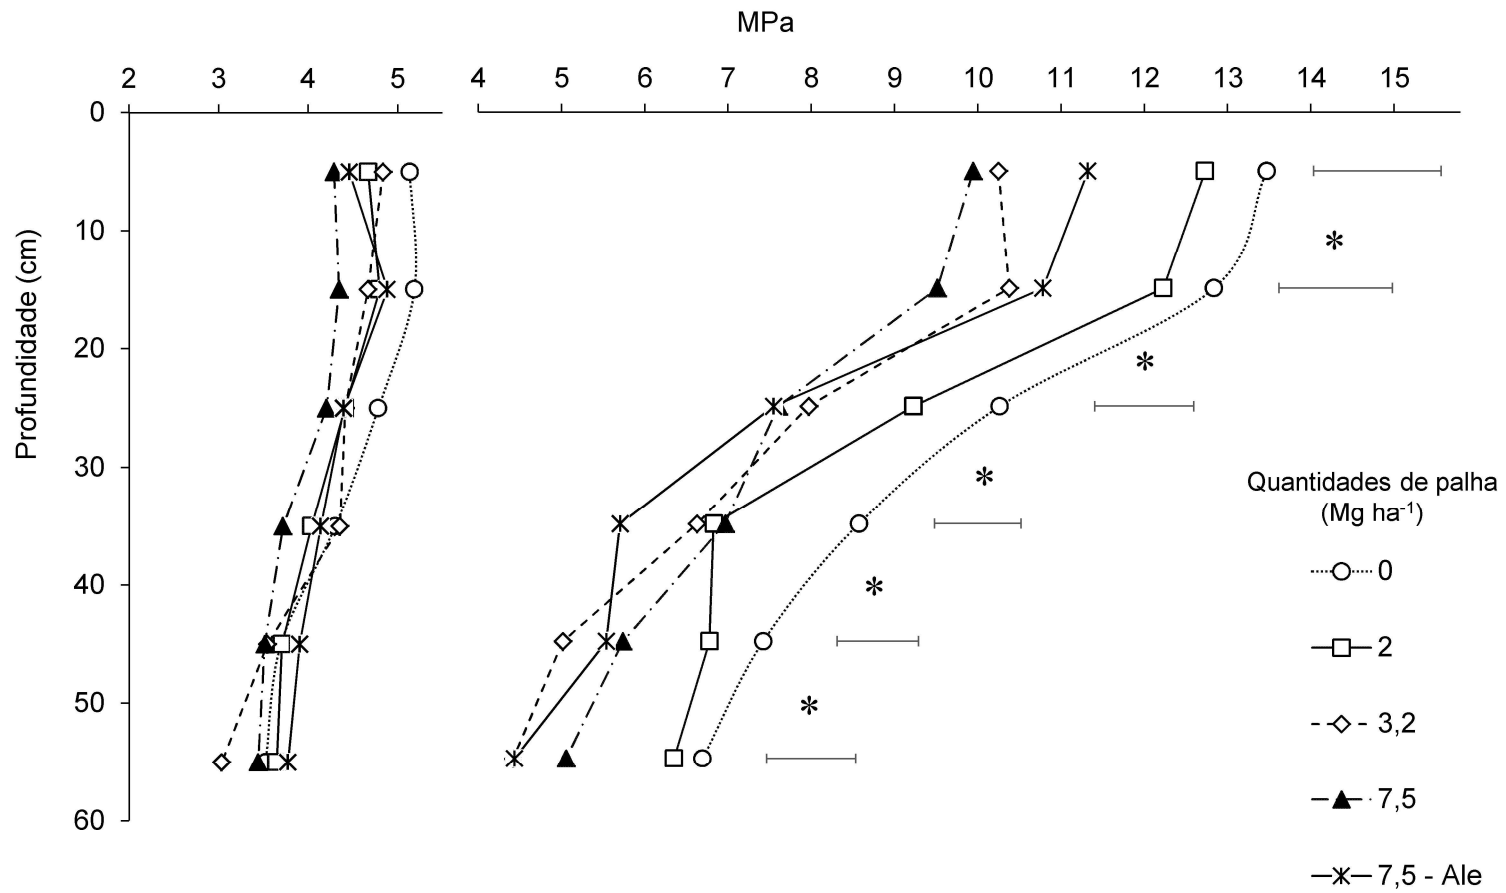 MPa
2 3 4 5 4 5 6 7 8 9 10 11 12 13 14 15
0
10
20
30
40
50
60
Profundidade (cm)
*
*
*
*
*
Quantidades de palha
(Mg ha⁻¹)
0
2
3,2
7,5
7,5 - Ale